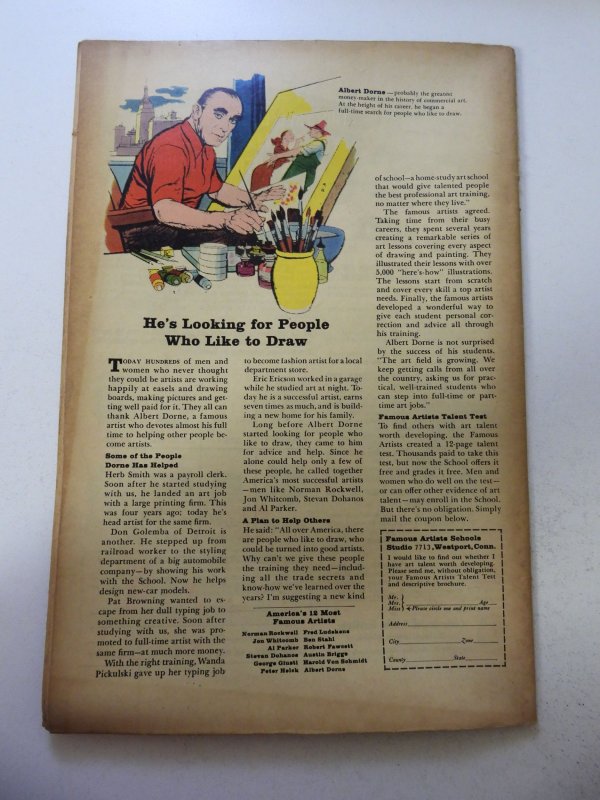 Albert Dorne—probably the greatest
money-maker in the history of commercial art.
At the height of his career, he began a
full-time search for people who like to draw.
He's Looking for People
Who Like to Draw
TODAY HUNDREDS of men and
women who never thought
they could be artists are working
happily at easels and drawing
boards, making pictures and get-
ting well paid for it. They all can
thank Albert Dorne, a famous
artist who devotes almost his full
time to helping other people be-
come artists.
Some of the People
Dorne Has Helped
Herb Smith was a payroll clerk.
Soon after he started studying
with us, he landed an art job
with a large printing firm. This
was four years ago: today he's
head artist for the same firm.
Don Golemba of Detroit is
another. He stepped up from
railroad worker to the styling
department of a big automobile
company—by showing his work
with the School. Now he helps
design new-car models.
Pat Browning wanted to es-
cape from her dull typing job to
something creative. Soon after
studying with us, she was pro-
moted to full-time artist with the
same firm—at much more money.
With the right training, Wanda
Pickulski gave up her typing job
to become fashion artist for a local
department store.
Eric Ericson worked in a garage
while he studied art at night. To-
day he is a successful artist, earns
seven times as much, and is build-
ing a new home for his family.
Long before Albert Dorne
started looking for people who
like to draw, they came to him
for advice and help. Since he
alone could help only a few of
these people, he called together
America's most successful artists
—men like Norman Rockwell,
Jon Whitcomb, Stevan Dohanos
and Al Parker.
A Plan to Help Others
He said: "All over America, there
are people who like to draw, who
could be turned into good artists.
Why can't we give these people
the training they need—includ-
ing all the trade secrets and
know-how we've learned over the
years? I'm suggesting a new kind
America's 12 Most
Famous Artists
Norman Rockwell Fred Ludekens
Jon Whitcomb Ben Stahl
Al Parker Robert Fawcett
Stevan Dohanos Austin Briggs
George Giusti Harold Von Schmidt
Peter Helck Albert Dorne
of school—a home-study art school
that would give talented people
the best professional art training,
no matter where they live."
The famous artists agreed.
Taking time from their busy
careers, they spent several years
creating a remarkable series of
art lessons covering every aspect
of drawing and painting. They
illustrated their lessons with over
5,000 "here's-how" illustrations.
The lessons start from scratch
and cover every skill a top artist
needs. Finally, the famous artists
developed a wonderful way to
give each student personal cor-
rection and advice all through
his training.
Albert Dorne is not surprised
by the success of his students.
"The art field is growing. We
keep getting calls from all over
the country, asking us for prac-
tical, well-trained students who
can step into full-time or part-
time art jobs."
Famous Artists Talent Test
To find others with art talent
worth developing, the Famous
Artists created a 12-page talent
test. Thousands paid to take this
test, but now the School offers it
free and grades it free. Men and
women who do well on the test—
or can offer other evidence of art
talent—may enroll in the School.
But there's no obligation. Simply
mail the coupon below.
Famous Artists Schools
Studio 7713, Westport, Conn.
I would like to find out whether I
have art talent worth developing.
Please send me, without obligation,
your Famous Artists Talent Test
and descriptive brochure.
Mr.
Mrs. Age
Miss Please circle one and print name
Address
City Zone
County State